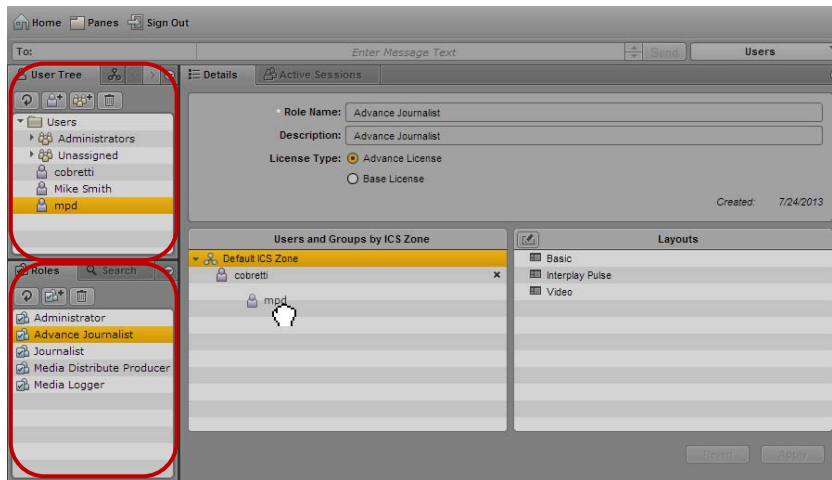 Home Panes Sign Out
To: Enter Message Text Send Users
User Tree Details Active Sessions
Users
Administrators
Unassigned
cobretti
Mike Smith
mpd
* Role Name: Advance Journalist
Description: Advance Journalist
License Type: Advance License
Base License
Created: 7/24/2013
Users and Groups by ICS Zone
Default ICS Zone
cobretti
mpd
Layouts
Basic
Interplay Pulse
Video
Roles Search
Administrator
Advance Journalist
Journalist
Media Distribute Producer
Media Logger
Revert Apply